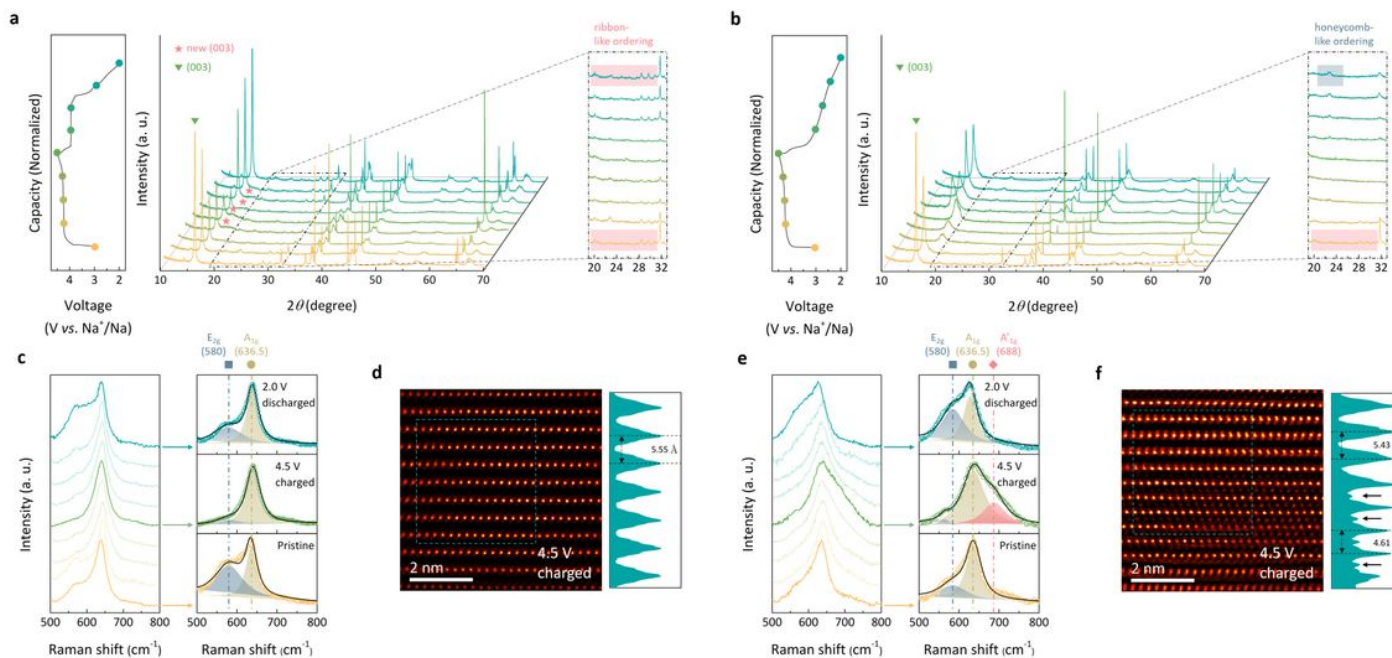 a
Capacity (Normalized)
4 3 2
Voltage
(V vs. Na⁺/Na)
Intensity (a. u.)
new (003)
(003)
10 20 30 40 50 60 70
2θ (degree)
ribbon-
like ordering
20 24 28 32
b
Capacity (Normalized)
4 3 2
Voltage
(V vs. Na⁺/Na)
Intensity (a. u.)
(003)
10 20 30 40 50 60 70
2θ (degree)
honeycomb-
like ordering
20 24 28 32
c
Intensity (a. u.)
500 600 700 800
Raman shift (cm⁻¹)
E2g
(580)
A1g
(636.5)
2.0 V
discharged
4.5 V
charged
Pristine
500 600 700 800
Raman shift (cm⁻¹)
d
2 nm
4.5 V
charged
5.55 Å
e
Intensity (a. u.)
500 600 700 800
Raman shift (cm⁻¹)
E2g
(580)
A1g
(636.5)
A'1g
(688)
2.0 V
discharged
4.5 V
charged
Pristine
500 600 700 800
Raman shift (cm⁻¹)
f
2 nm
4.5 V
charged
5.43
4.61